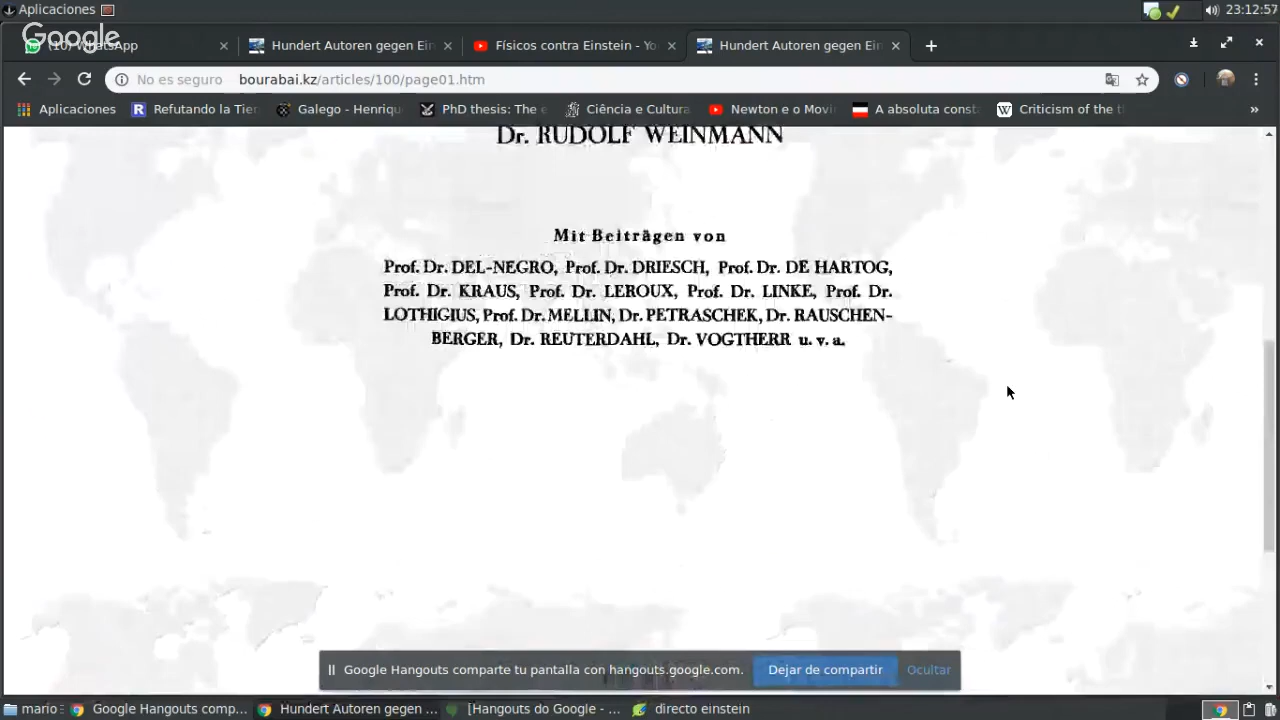 Aplicaciones
23:12:57
Google
(10) WhatsApp
Hundert Autoren gegen Ein
Físicos contra Einstein - Yo
Hundert Autoren gegen Ein
No es seguro
bourabai.kz/articles/100/page01.htm
Aplicaciones
Refutando la Tier
Galego - Henriqu
PhD thesis: The e
Ciência e Cultura
Newton e o Movi
A absoluta const
Criticism of the t
»
Dr. RUDOLF WEINMANN
Mit Beiträgen von
Prof. Dr. DEL-NEGRO, Prof. Dr. DRIESCH, Prof. Dr. DE HARTOG,
Prof. Dr. KRAUS, Prof. Dr. LEROUX, Prof. Dr. LINKE, Prof. Dr.
LOTHIGIUS, Prof. Dr. MELLIN, Dr. PETRASCHEK, Dr. RAUSCHEN-
BERGER, Dr. REUTERDAHL, Dr. VOGTHERR u. v. a.
Google Hangouts comparte tu pantalla con hangouts.google.com.
Dejar de compartir
Ocultar
mario
Google Hangouts comp...
Hundert Autoren gegen ...
[Hangouts do Google - ...
directo einstein